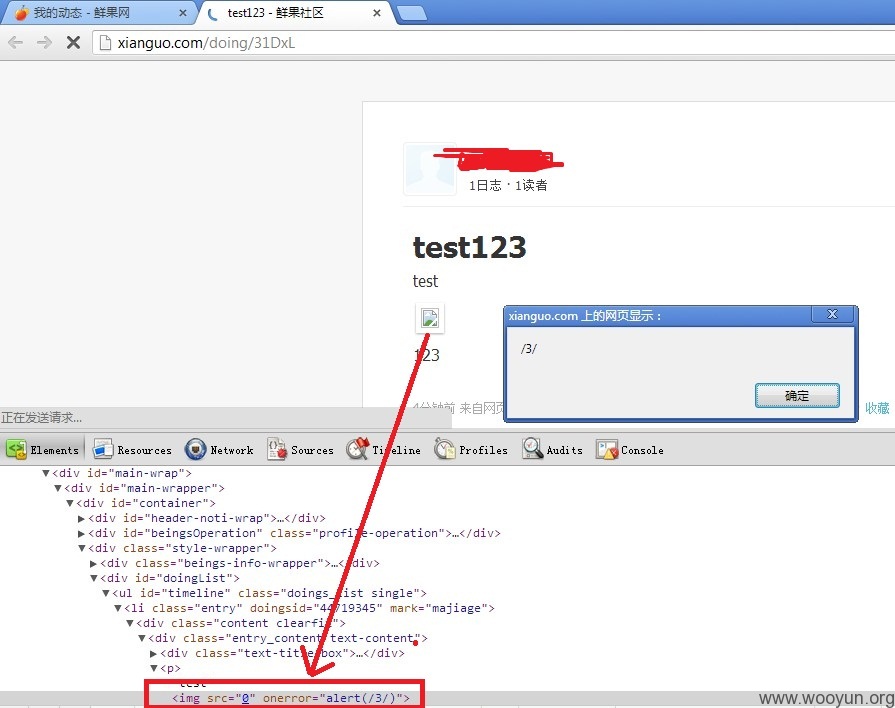 我的动态 - 鲜果网
test123 - 鲜果社区
xianguo.com/doing/31DxL
1日志 · 1读者
test123
test
123
xianguo.com 上的网页显示：
/3/
确定
4分钟前 来自网页
收藏
正在发送请求...
Elements Resources Network Sources Timeline Profiles Audits Console
▼<div id="main-wrap">
▼<div id="main-wrapper">
▼<div id="container">
▶<div id="header-noti-wrap">…</div>
▶<div id="beingsOperation" class="profile-operation">…</div>
▼<div class="style-wrapper">
▶<div class="beings-info-wrapper">…</div>
▼<div id="doingList">
▼<ul id="timeline" class="doings_list single">
▼<li class="entry" doingsid="44719345" mark="majiage">
▼<div class="content clearfix">
▼<div class="entry_content text-content">
▶<div class="text-title-box">…</div>
▼<p>
test
<img src="0" onerror="alert(/3/)">
www.wooyun.org